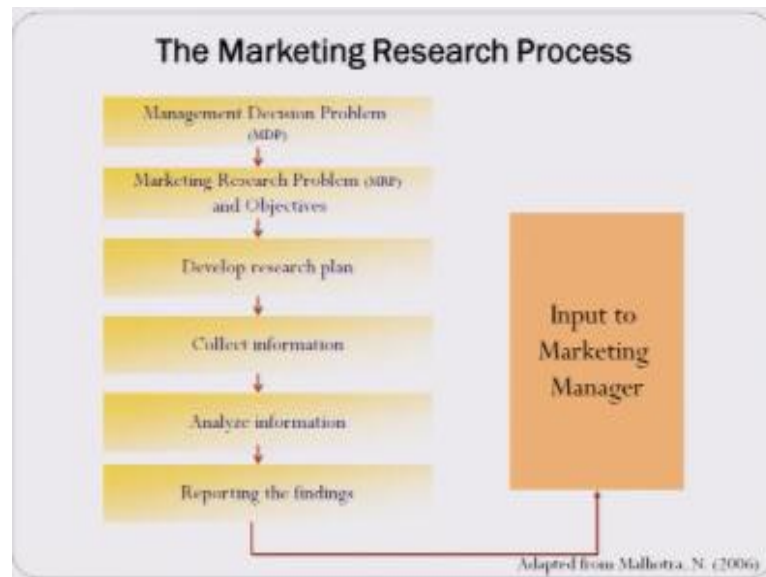 The Marketing Research Process
Management Decision Problem
(MDP)
Marketing Research Problem (MRP)
and Objectives
Develop research plan
Collect information
Analyze information
Reporting the findings
Input to
Marketing
Manager
Adapted from Malhotra, N. (2006)